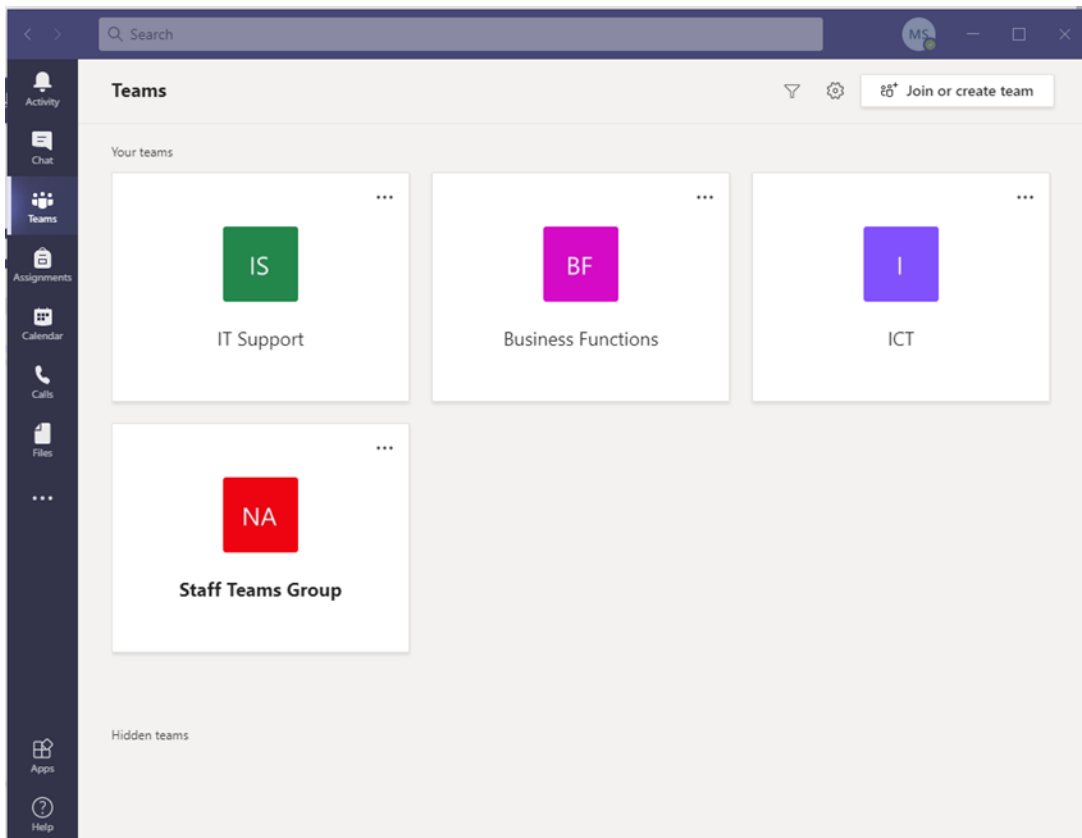 Search
MS
Activity
Chat
Teams
Assignments
Calendar
Calls
Files
Apps
Help
Teams
Join or create team
Your teams
IS
IT Support
BF
Business Functions
I
ICT
NA
Staff Teams Group
Hidden teams